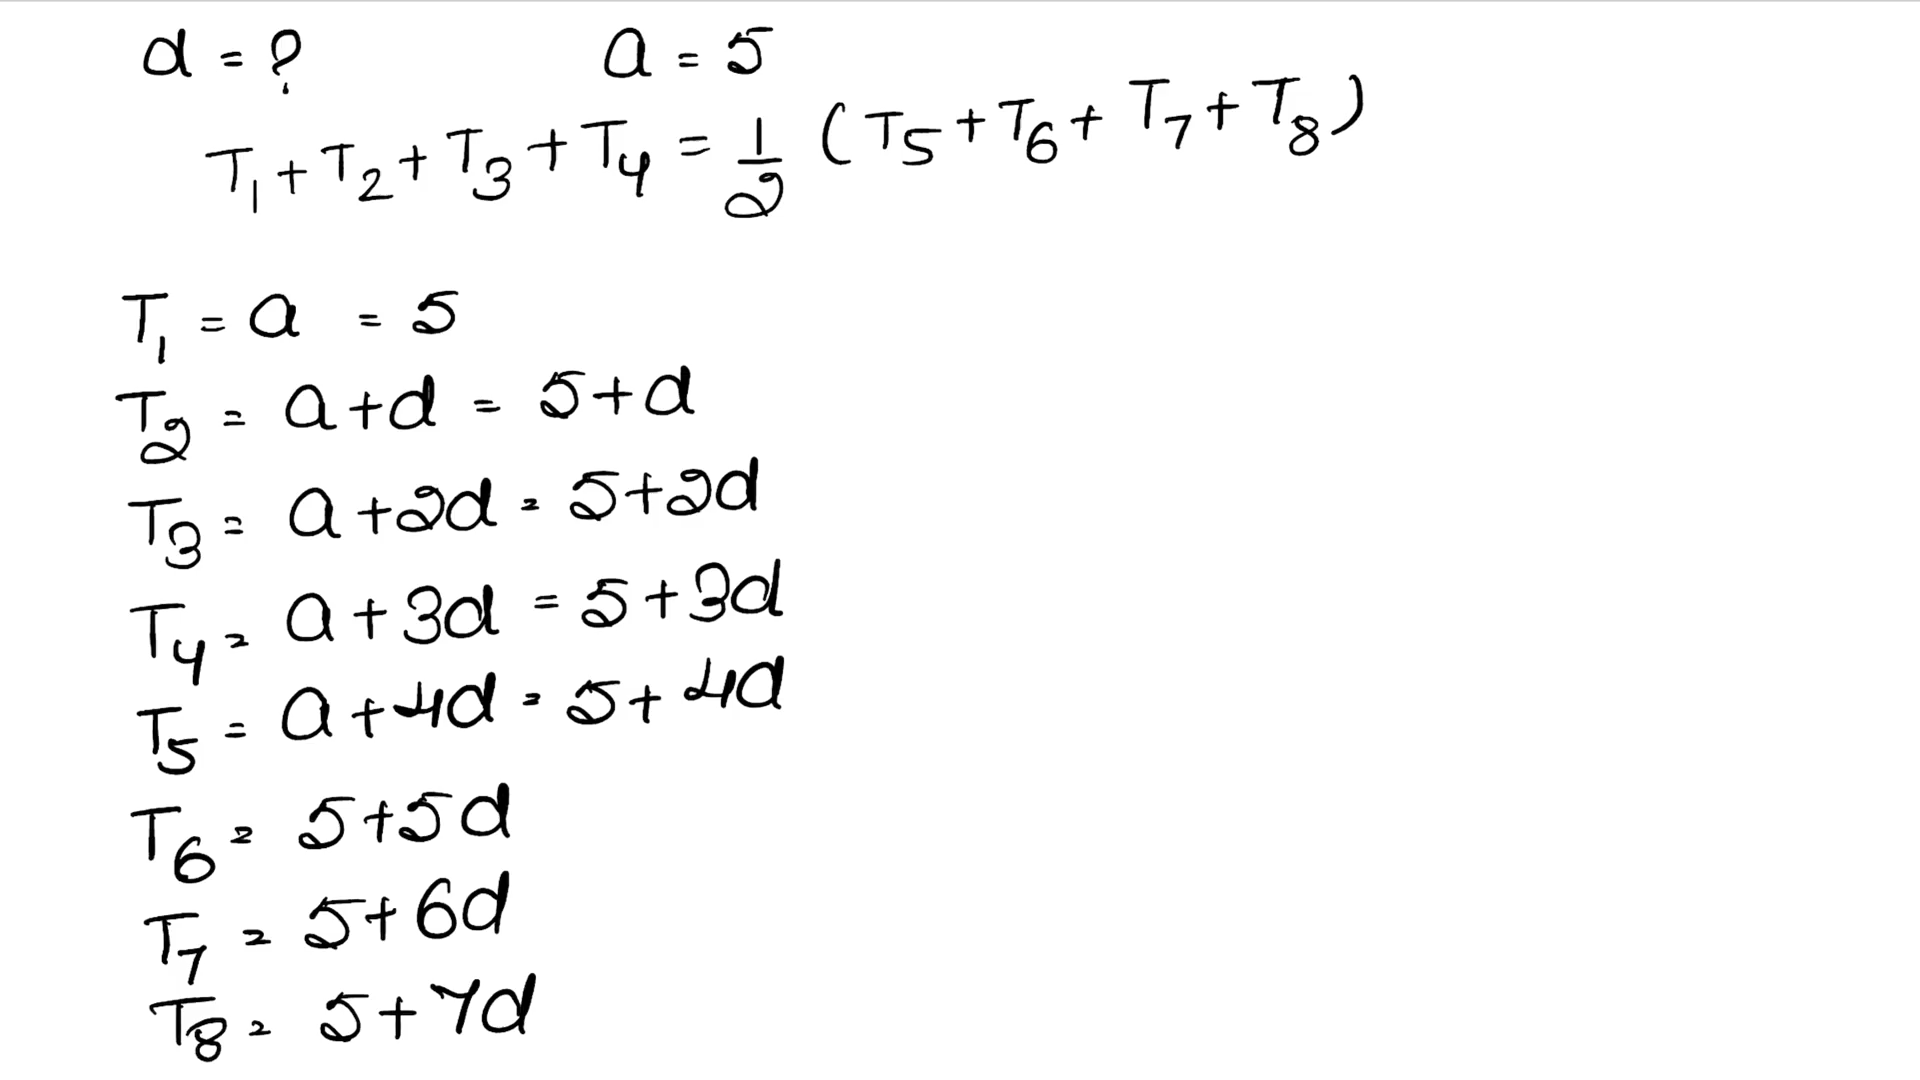 d = ? a = 5
T₁ + T₂ + T₃ + T₄ = 1/2 (T₅ + T₆ + T₇ + T₈)
T₁ = a = 5
T₂ = a + d = 5 + d
T₃ = a + 2d = 5 + 2d
T₄ = a + 3d = 5 + 3d
T₅ = a + 4d = 5 + 4d
T₆ = 5 + 5d
T₇ = 5 + 6d
T₈ = 5 + 7d